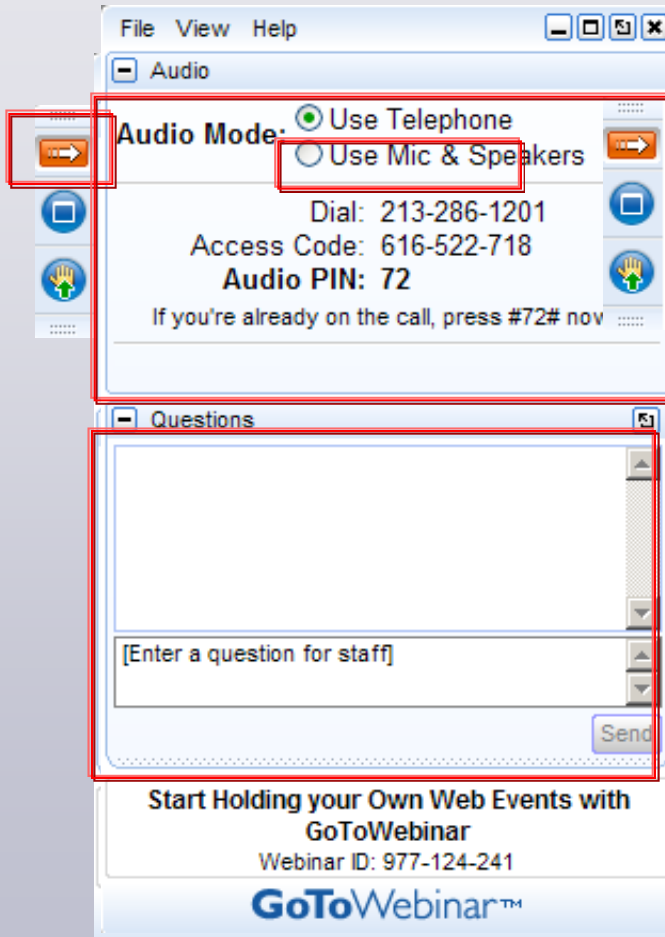 File View Help
Audio
Audio Mode:
Use Telephone
Use Mic & Speakers
Dial: 213-286-1201
Access Code: 616-522-718
Audio PIN: 72
If you're already on the call, press #72# now
Questions
[Enter a question for staff]
Send
Start Holding your Own Web Events with
GoToWebinar
Webinar ID: 977-124-241
GoToWebinar™